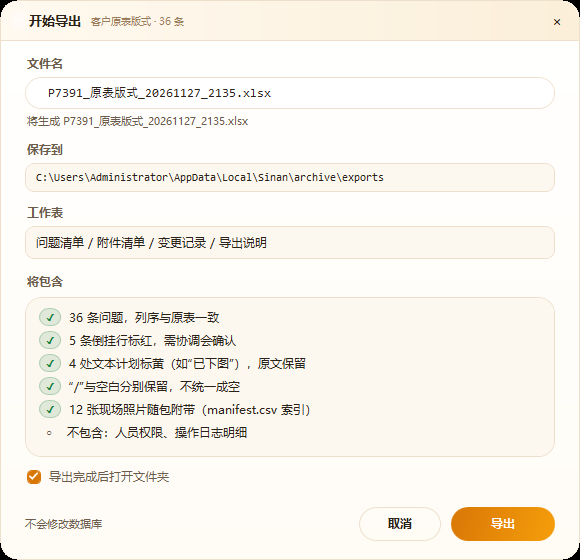 开始导出 客户原表版式 · 36 条 ×
文件名
P7391_原表版式_20261127_2135.xlsx
将生成 P7391_原表版式_20261127_2135.xlsx
保存到
C:\Users\Administrator\AppData\Local\Sinan\archive\exports
工作表
问题清单 / 附件清单 / 变更记录 / 导出说明
将包含
✓ 36 条问题，列序与原表一致
✓ 5 条倒挂行标红，需协调会确认
✓ 4 处文本计划标黄（如“已下图”），原文保留
✓ “/”与空白分别保留，不统一成空
✓ 12 张现场照片随包附带（manifest.csv 索引）
○ 不包含：人员权限、操作日志明细
✓ 导出完成后打开文件夹
不会修改数据库 取消 导出